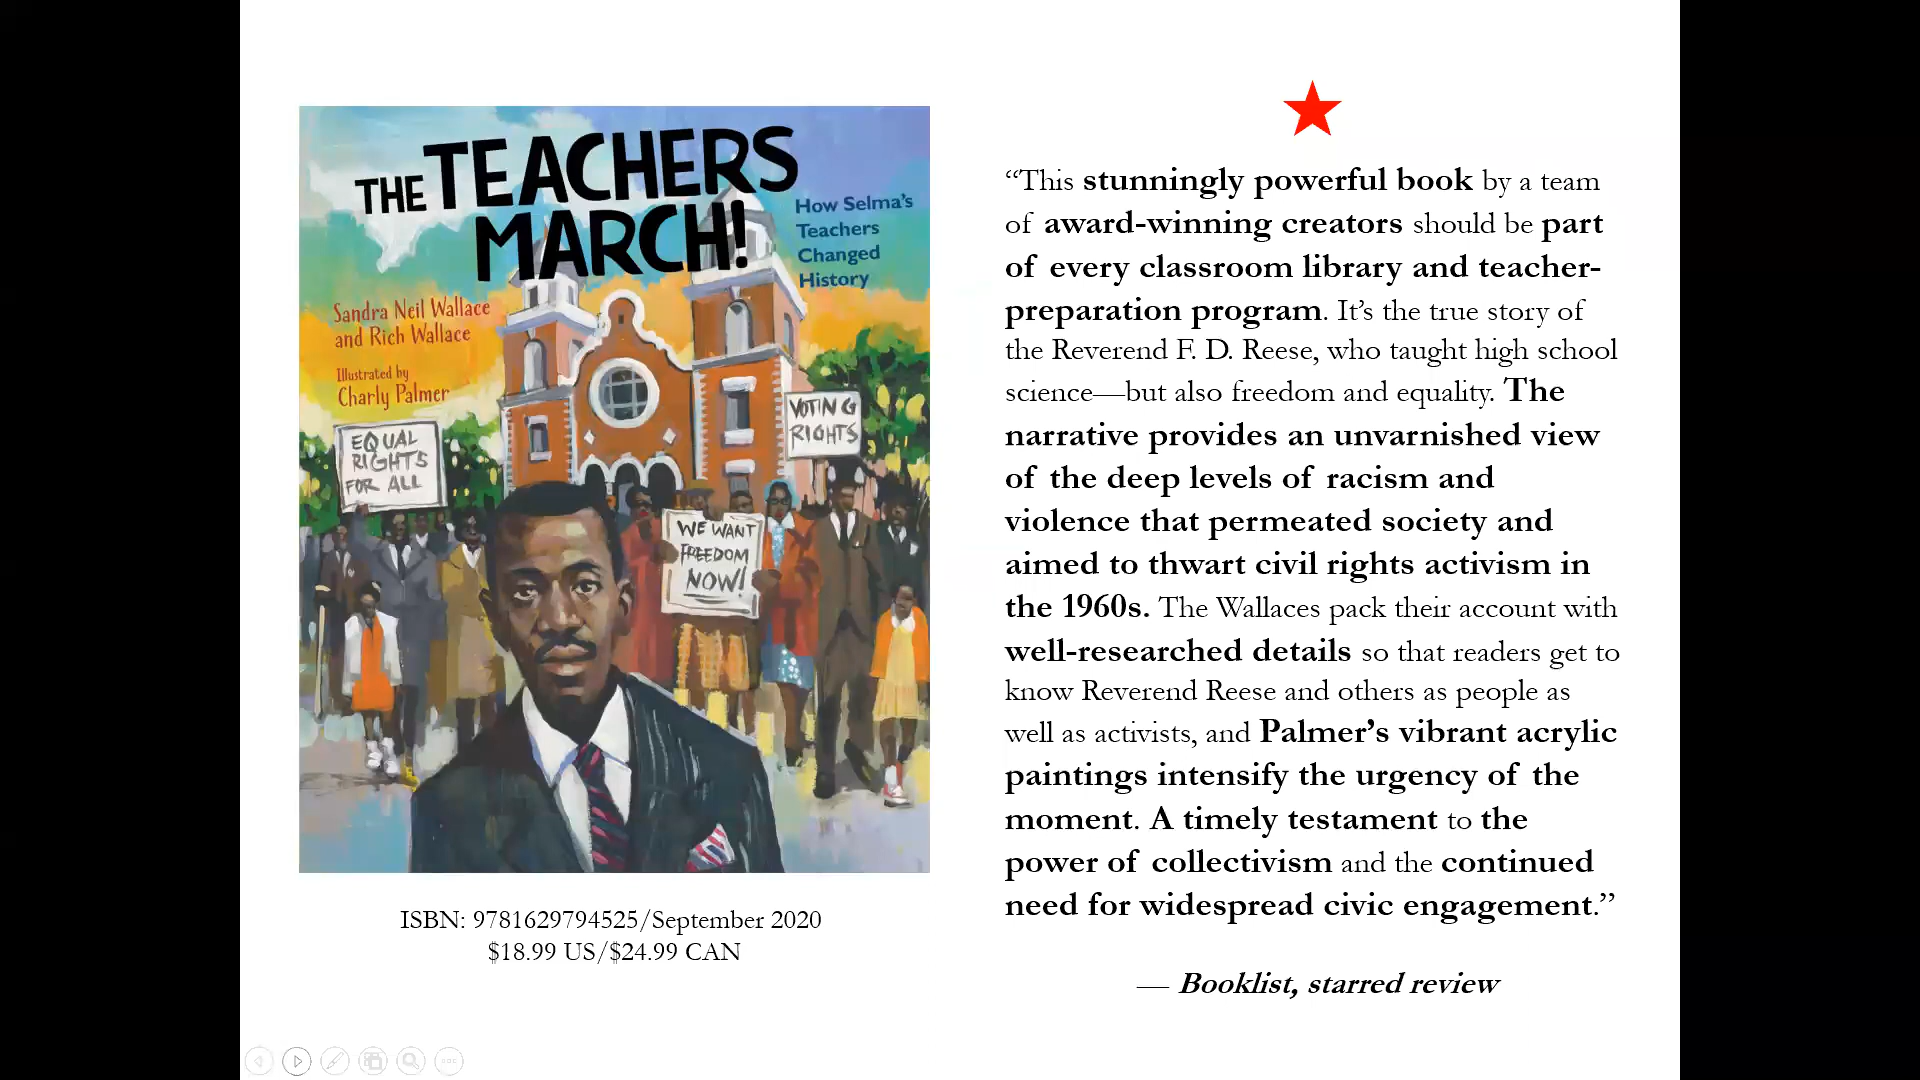 THE TEACHERS
MARCH!
How Selma's
Teachers
Changed
History
Sandra Neil Wallace
and Rich Wallace
Illustrated by
Charly Palmer
EQUAL
RIGHTS
FOR ALL
VOTING
RIGHTS
WE WANT
FREEDOM
NOW!
ISBN: 9781629794525/September 2020
$18.99 US/$24.99 CAN
“This stunningly powerful book by a team
of award-winning creators should be part
of every classroom library and teacher-
preparation program. It’s the true story of
the Reverend F. D. Reese, who taught high school
science—but also freedom and equality. The
narrative provides an unvarnished view
of the deep levels of racism and
violence that permeated society and
aimed to thwart civil rights activism in
the 1960s. The Wallaces pack their account with
well-researched details so that readers get to
know Reverend Reese and others as people as
well as activists, and Palmer’s vibrant acrylic
paintings intensify the urgency of the
moment. A timely testament to the
power of collectivism and the continued
need for widespread civic engagement.”
— Booklist, starred review